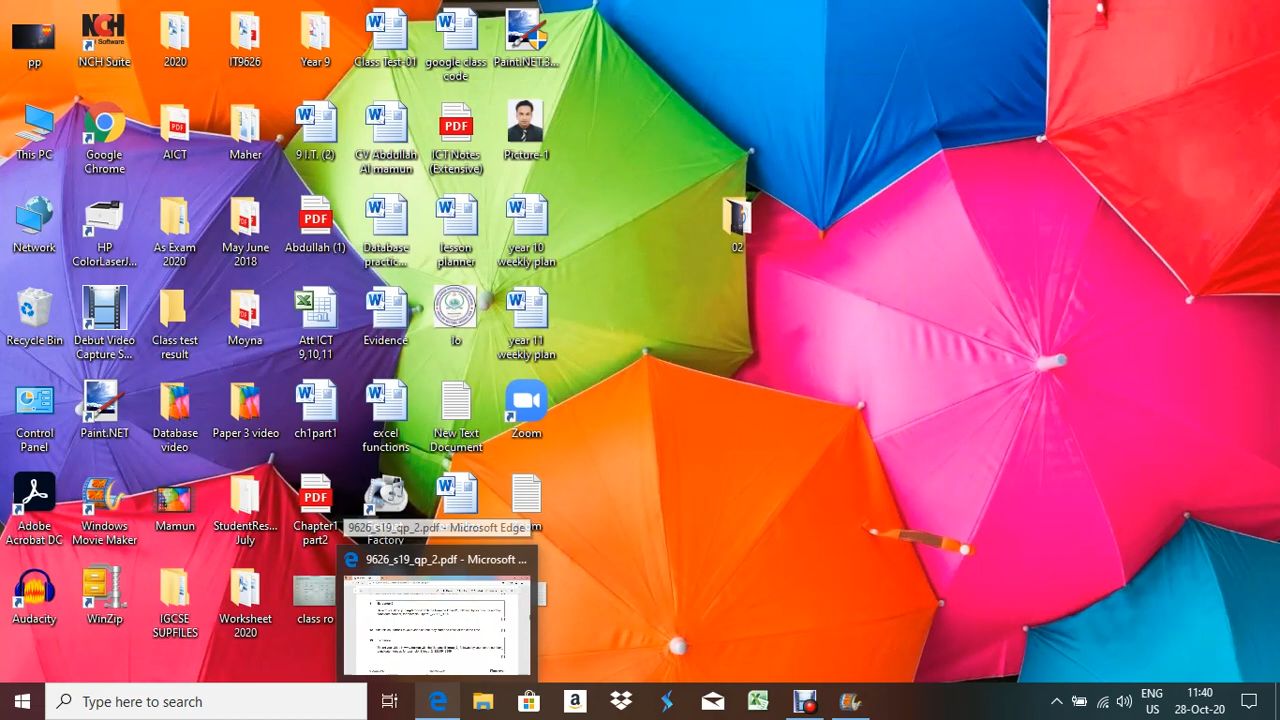 pp
NCH Suite
2020
IT9626
Year 9
Class Test-01
google class
code
Paint.NET.3...
This PC
Google
Chrome
AICT
Maher
9 I.T. (2)
CV Abdullah
Al mamun
ICT Notes
(Extensive)
Picture-1
Network
HP
ColorLaserJ...
As Exam
2020
May June
2018
Abdullah (1)
Database
practic...
lesson
planner
year 10
weekly plan
02
Recycle Bin
Debut Video
Capture S...
Class test
result
Moyna
Att ICT
9,10,11
Evidence
lo
year 11
weekly plan
Control
Panel
Paint.NET
Database
video
Paper 3 video
ch1part1
excel
functions
New Text
Document
Zoom
Adobe
Acrobat DC
Windows
Movie Maker
Mamun
StudentRes...
July
Chapter1
part2
Factory
9626_s19_qp_2.pdf - Microsoft Edge
9626_s19_qp_2.pdf - Microsoft ...
Audacity
WinZip
IGCSE
SUPFILES
Worksheet
2020
class ro
Type here to search
ENG
US
11:40
28-Oct-20